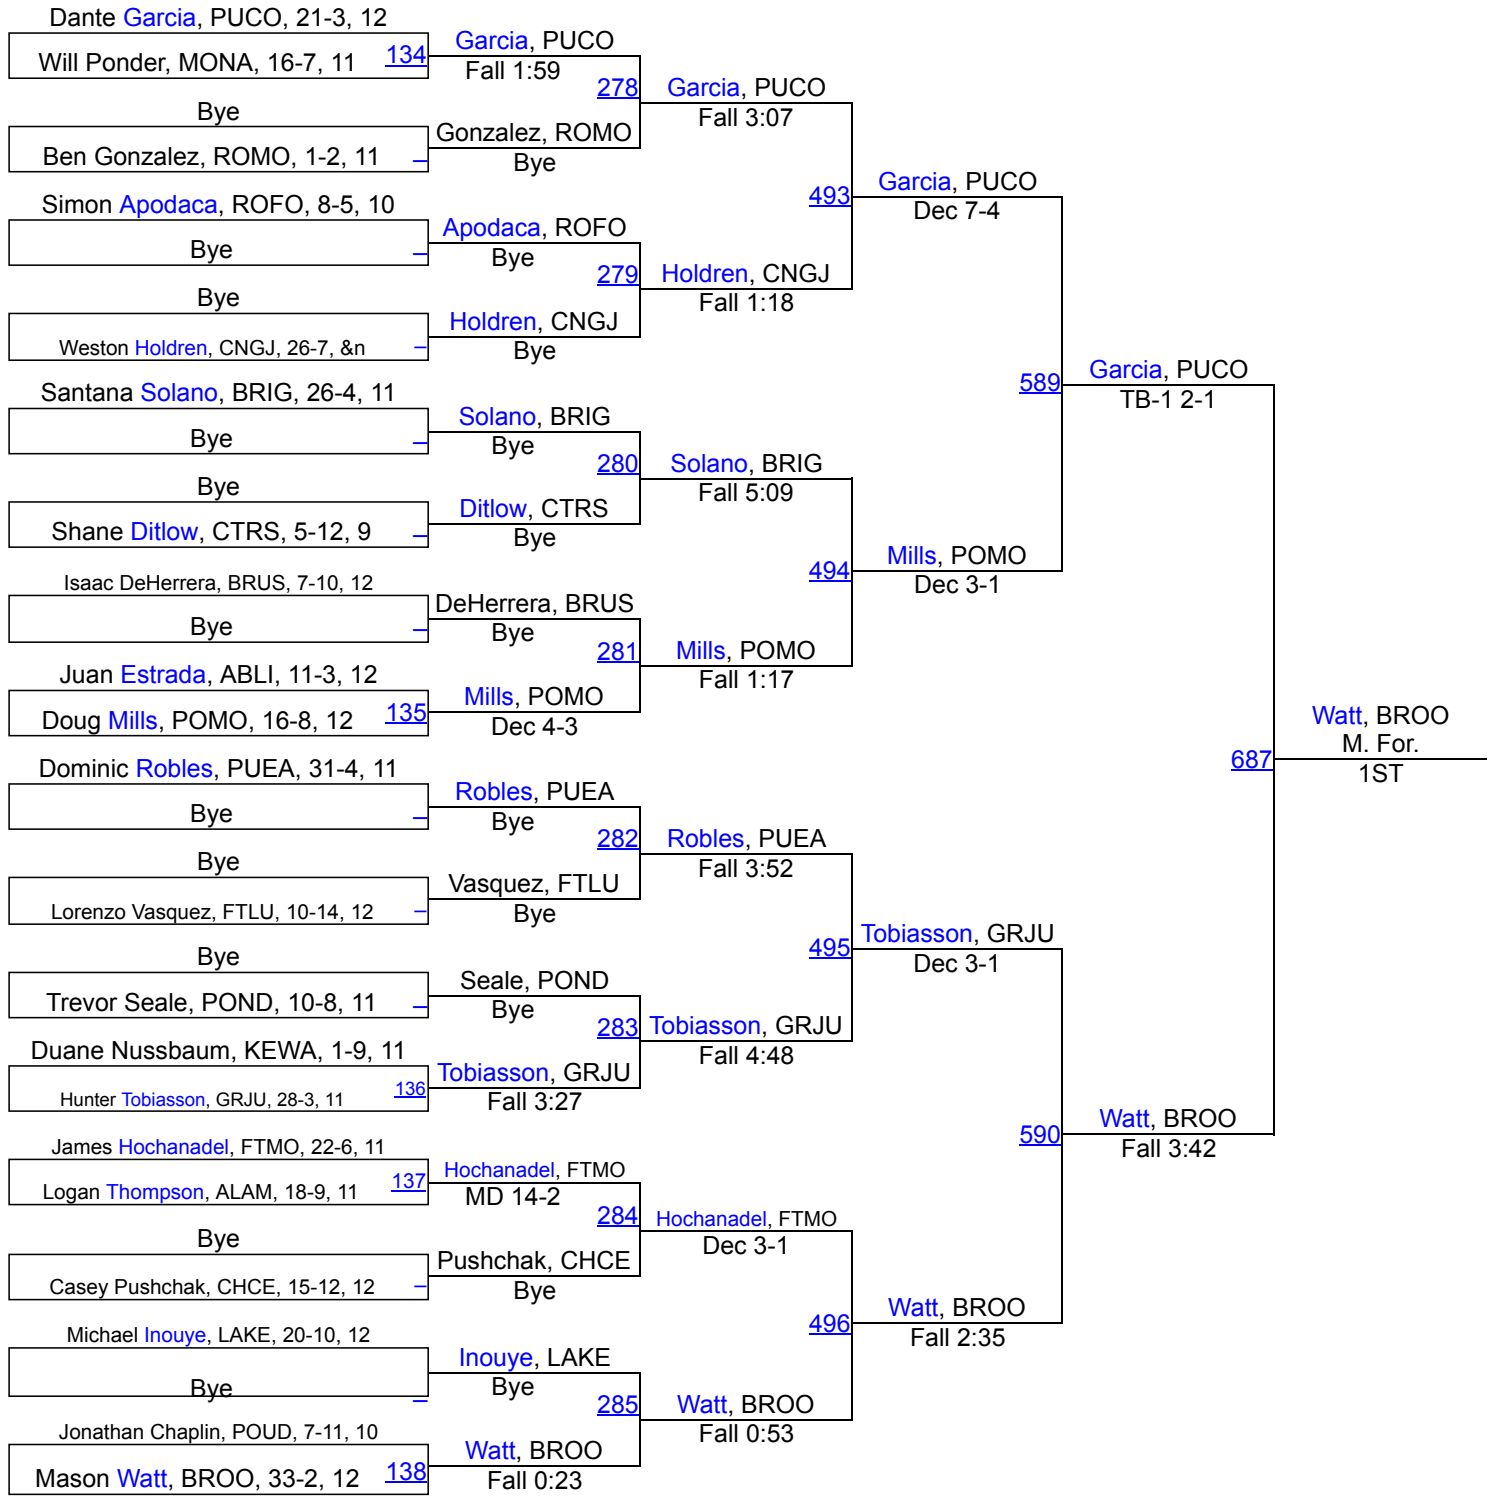 Dante Garcia, PUCO, 21-3, 12
Will Ponder, MONA, 16-7, 11 134
Bye
Ben Gonzalez, ROMO, 1-2, 11 –
Simon Apodaca, ROFO, 8-5, 10
Bye –
Bye
Weston Holdren, CNGJ, 26-7, &n –
Santana Solano, BRIG, 26-4, 11
Bye –
Bye
Shane Ditlow, CTRS, 5-12, 9 –
Isaac DeHerrera, BRUS, 7-10, 12
Bye –
Juan Estrada, ABLI, 11-3, 12
Doug Mills, POMO, 16-8, 12 135
Dominic Robles, PUEA, 31-4, 11
Bye –
Bye
Lorenzo Vasquez, FTLU, 10-14, 12 –
Bye
Trevor Seale, POND, 10-8, 11 –
Duane Nussbaum, KEWA, 1-9, 11
Hunter Tobiasson, GRJU, 28-3, 11 136
James Hochanadel, FTMO, 22-6, 11
Logan Thompson, ALAM, 18-9, 11 137
Bye
Casey Pushchak, CHCE, 15-12, 12 –
Michael Inouye, LAKE, 20-10, 12
Bye –
Jonathan Chaplin, POUD, 7-11, 10
Mason Watt, BROO, 33-2, 12 138
Garcia, PUCO
Fall 1:59
278
Gonzalez, ROMO
Bye
Apodaca, ROFO
Bye
279
Holdren, CNGJ
Bye
Solano, BRIG
Bye
280
Ditlow, CTRS
Bye
DeHerrera, BRUS
Bye
281
Mills, POMO
Dec 4-3
Robles, PUEA
Bye
282
Vasquez, FTLU
Bye
Seale, POND
Bye
283
Tobiasson, GRJU
Fall 3:27
Hochanadel, FTMO
MD 14-2
284
Pushchak, CHCE
Bye
Inouye, LAKE
Bye
285
Watt, BROO
Fall 0:23
Garcia, PUCO
Fall 3:07
493
Holdren, CNGJ
Fall 1:18
Solano, BRIG
Fall 5:09
494
Mills, POMO
Fall 1:17
Robles, PUEA
Fall 3:52
495
Tobiasson, GRJU
Fall 4:48
Hochanadel, FTMO
Dec 3-1
496
Watt, BROO
Fall 0:53
Garcia, PUCO
Dec 7-4
589
Mills, POMO
Dec 3-1
Tobiasson, GRJU
Dec 3-1
590
Watt, BROO
Fall 2:35
Garcia, PUCO
TB-1 2-1
687
Watt, BROO
Fall 3:42
Watt, BROO
M. For.
1ST